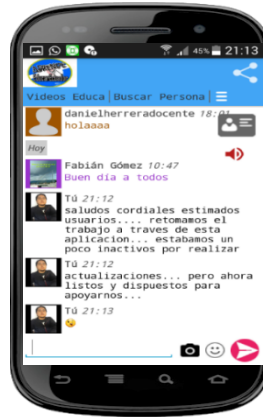 45% 21:13
Videos Educa Buscar Persona
danielherreradocente
holaaaa
Hoy
Fabián Gómez 10:47
Buen día a todos
Tú 21:12
saludos cordiales estimados
usuarios.... retomamos el
trabajo a traves de esta
aplicacion... estabamos un
poco inactivos por realizar
Tú 21:12
actualizaciones... pero ahora
listos y dispuestos para
apoyarnos...
Tú 21:13